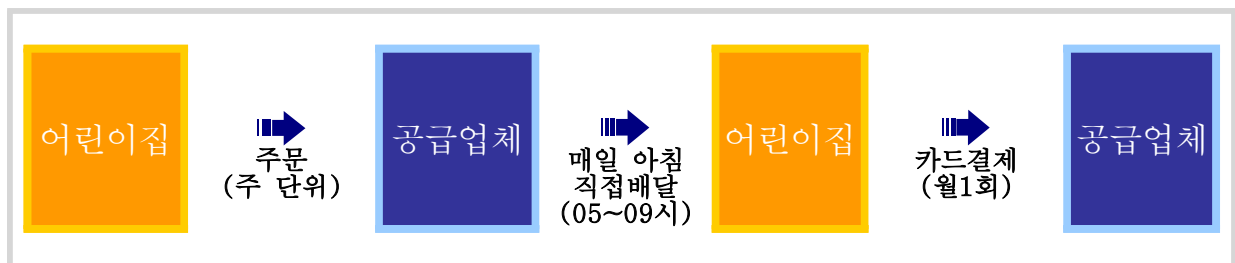 어린이집
주문
(주 단위)
공급업체
매일 아침
직접배달
(05~09시)
어린이집
카드결제
(월1회)
공급업체